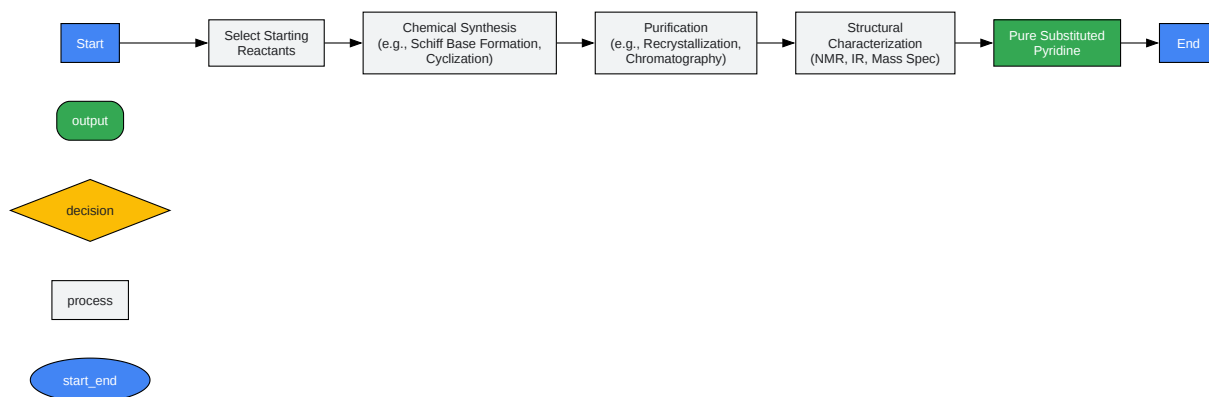 Start
Select Starting
Reactants
Chemical Synthesis
(e.g., Schiff Base Formation,
Cyclization)
Purification
(e.g., Recrystallization,
Chromatography)
Structural
Characterization
(NMR, IR, Mass Spec)
Pure Substituted
Pyridine
End
output
decision
process
start_end